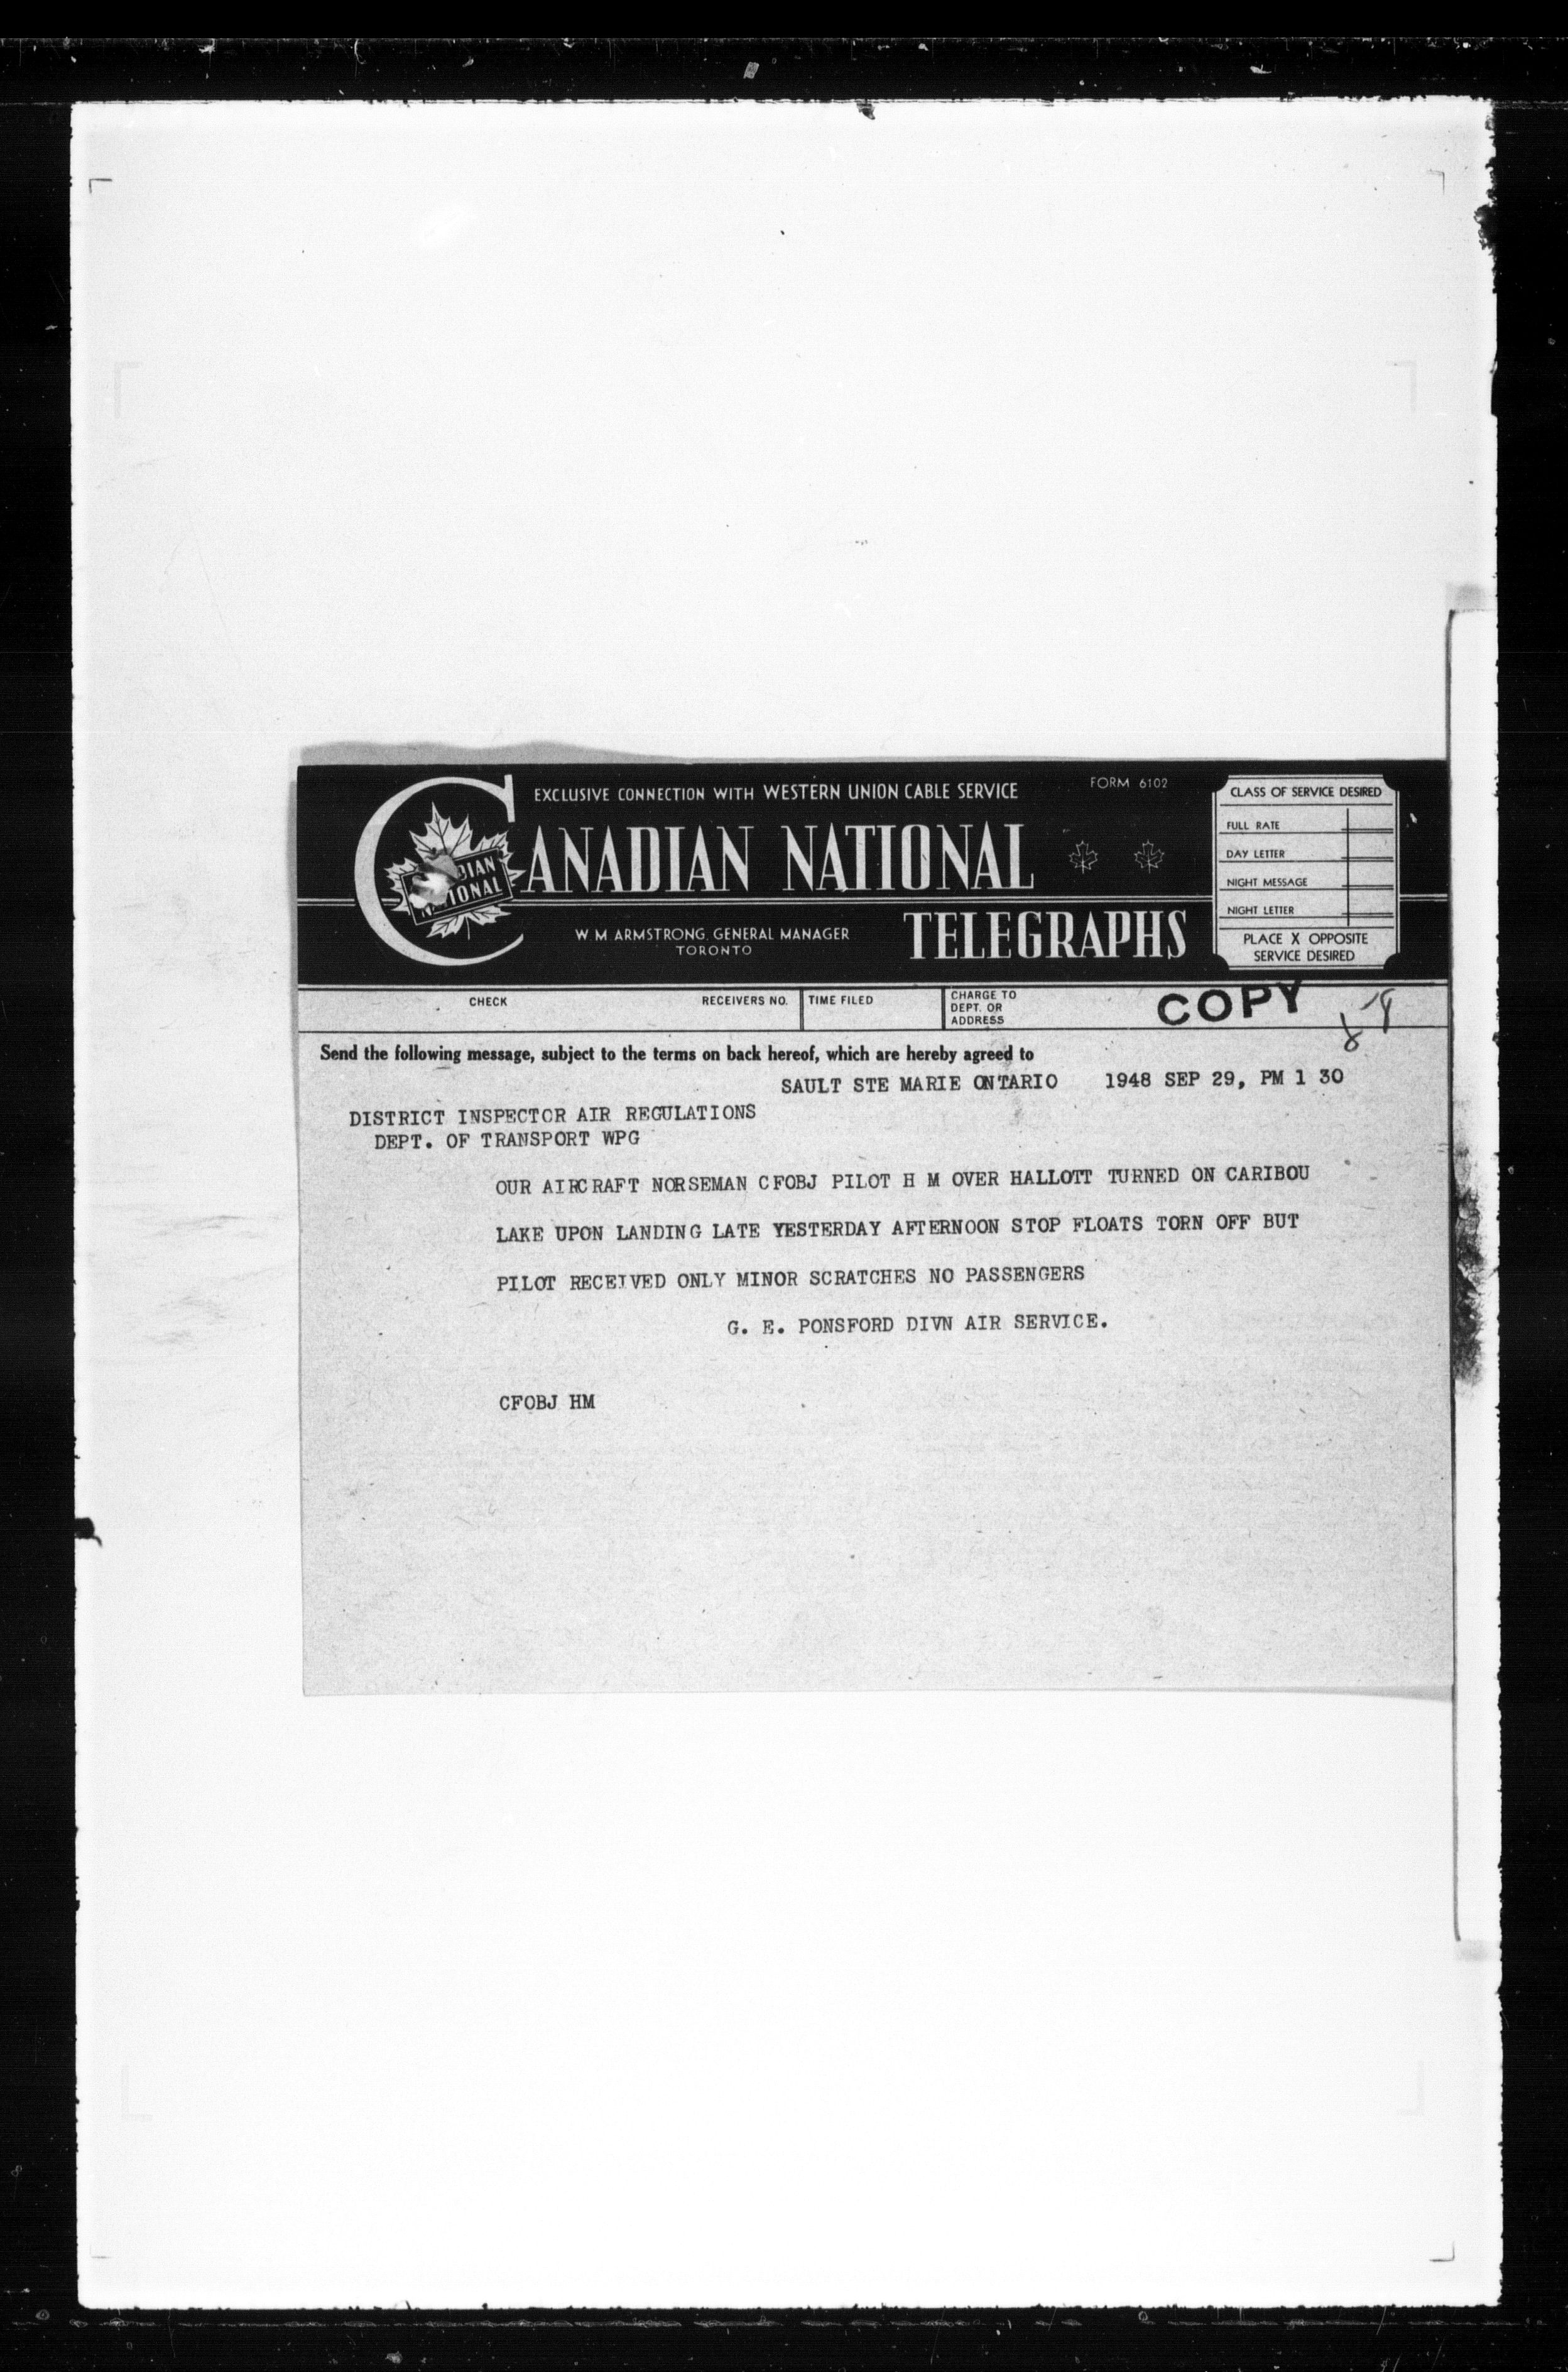 EXCLUSIVE CONNECTION WITH WESTERN UNION CABLE SERVICE
FORM 6102
CANADIAN NATIONAL
TELEGRAPHS
W. M. ARMSTRONG, GENERAL MANAGER
TORONTO
CLASS OF SERVICE DESIRED
FULL RATE
DAY LETTER
NIGHT MESSAGE
NIGHT LETTER
PLACE X OPPOSITE
SERVICE DESIRED
CHECK
RECEIVERS NO.
TIME FILED
CHARGE TO
DEPT. OR
ADDRESS
COPY
Send the following message, subject to the terms on back hereof, which are hereby agreed to
SAULT STE MARIE ONTARIO 1948 SEP 29, PM 1 30
DISTRICT INSPECTOR AIR REGULATIONS
DEPT. OF TRANSPORT WPG
OUR AIRCRAFT NORSEMAN CFOBJ PILOT H M OVER HALLOTT TURNED ON CARIBOU
LAKE UPON LANDING LATE YESTERDAY AFTERNOON STOP FLOATS TORN OFF BUT
PILOT RECEIVED ONLY MINOR SCRATCHES NO PASSENGERS
G. E. PONSFORD DIVN AIR SERVICE.
CFOBJ HM